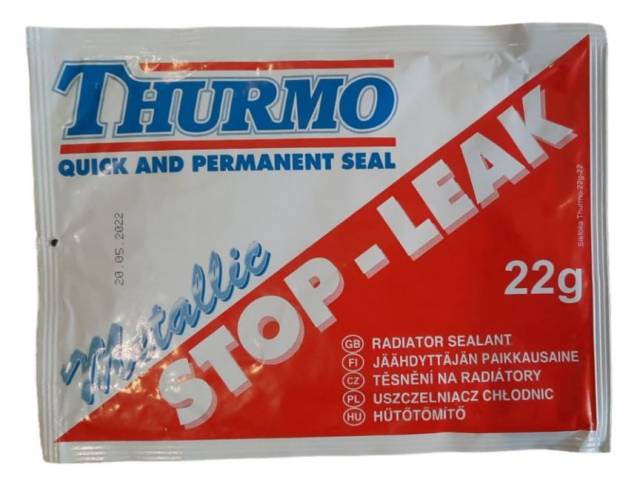 THURMO
QUICK AND PERMANENT SEAL
20 05.2022
Metallic
STOP-LEAK
22g
GB RADIATOR SEALANT
FI JÄÄHDYTTÄJÄN PAIKKAUSAINE
CZ TĚSNĚNÍ NA RADIÁTORY
PL USZCZELNIACZ CHŁODNIC
HU HŰTŐTÖMÍTŐ